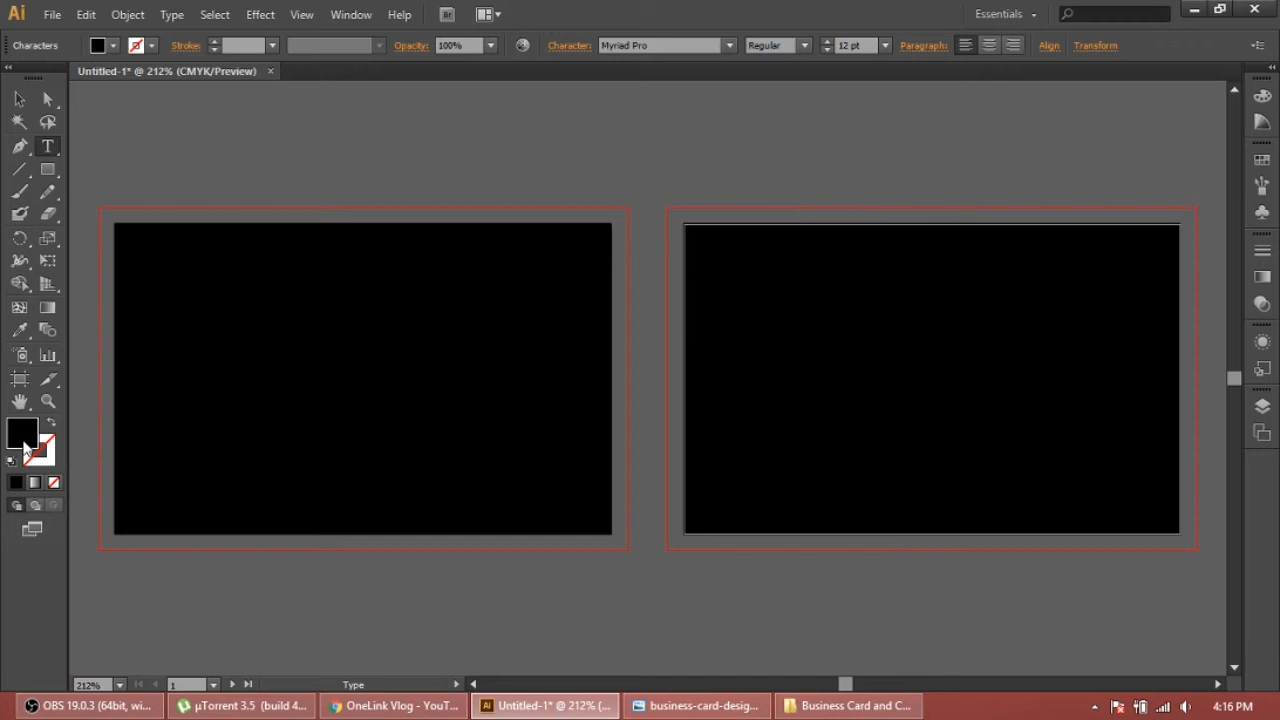 Ai File Edit Object Type Select Effect View Window Help Br Essentials
Characters Stroke: Opacity: 100% Character: Myriad Pro Regular 12 pt Paragraph: Align Transform
Untitled-1* @ 212% (CMYK/Preview) ×
T
212% 1 Type
OBS 19.0.3 (64bit, wi... µTorrent 3.5 (build 4... OneLink Vlog - YouT... Ai Untitled-1* @ 212% (... business-card-desig... Business Card and C... 4:16 PM